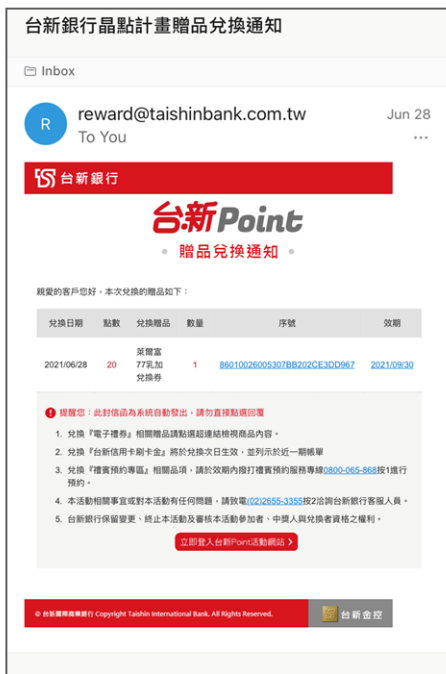 台新銀行晶點計畫贈品兌換通知
Inbox
R
reward@taishinbank.com.tw
Jun 28
To You
...
台新銀行
台新Point
贈品兌換通知
親愛的客戶您好,本次兌換的贈品如下:
兌換日期 點數 兌換贈品 數量 序號 效期
2021/06/28 20 萊爾富77乳加兌換券 1 86010026005307BB202CE3DD967 2021/09/30
提醒您:此封信函為系統自動發出,請勿直接點選回覆
1. 兌換『電子禮券』相關贈品請點選超連結檢視商品內容。
2. 兌換『台新信用卡刷卡金』將於兌換次日生效,並列示於近一期帳單
3. 兌換『禮賓預約專區』相關品項,請於效期內撥打禮賓預約服務專線0800-065-
868按1進行預約。
4. 本活動相關事宜或對本活動有任何問題,請致電(02)2655-3355按2洽詢台新銀行客服人員。
5. 台新銀行保留變更、終止本活動及審核本活動參加者、中獎人與兌換者資格之權利。
立即登入台新Point活動網站
© 台新國際商業銀行 Copyright Taishin International Bank. All Rights Reserved.
台新金控